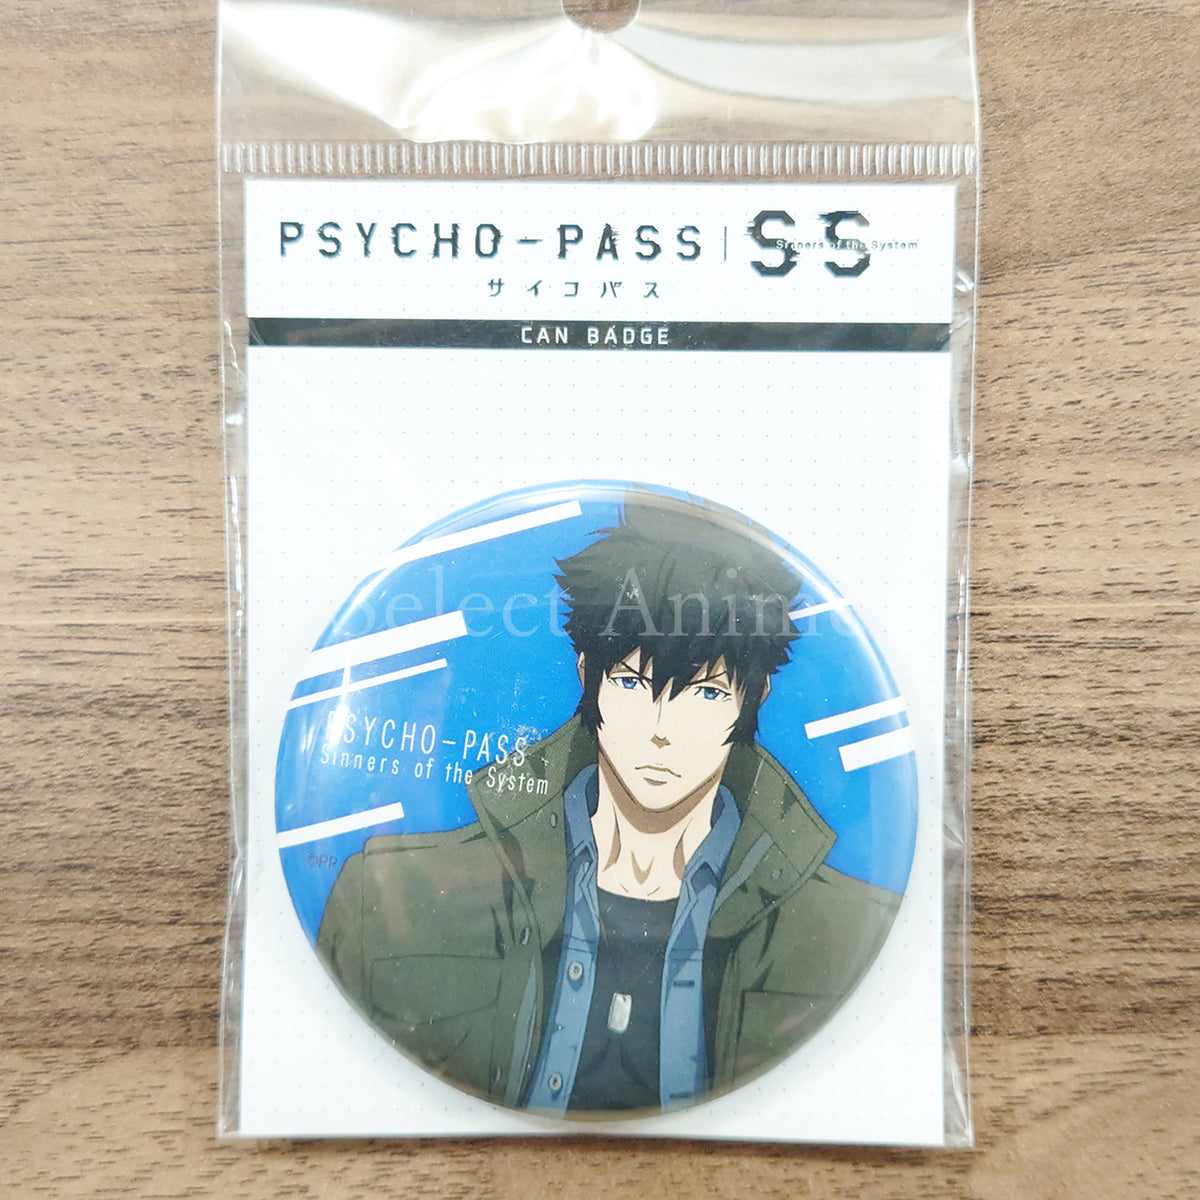 PSYCHO-PASS | SS
Sinners of the System
サイコパス
CAN BADGE
Select Anime
PSYCHO-PASS
Sinners of the System
©PR